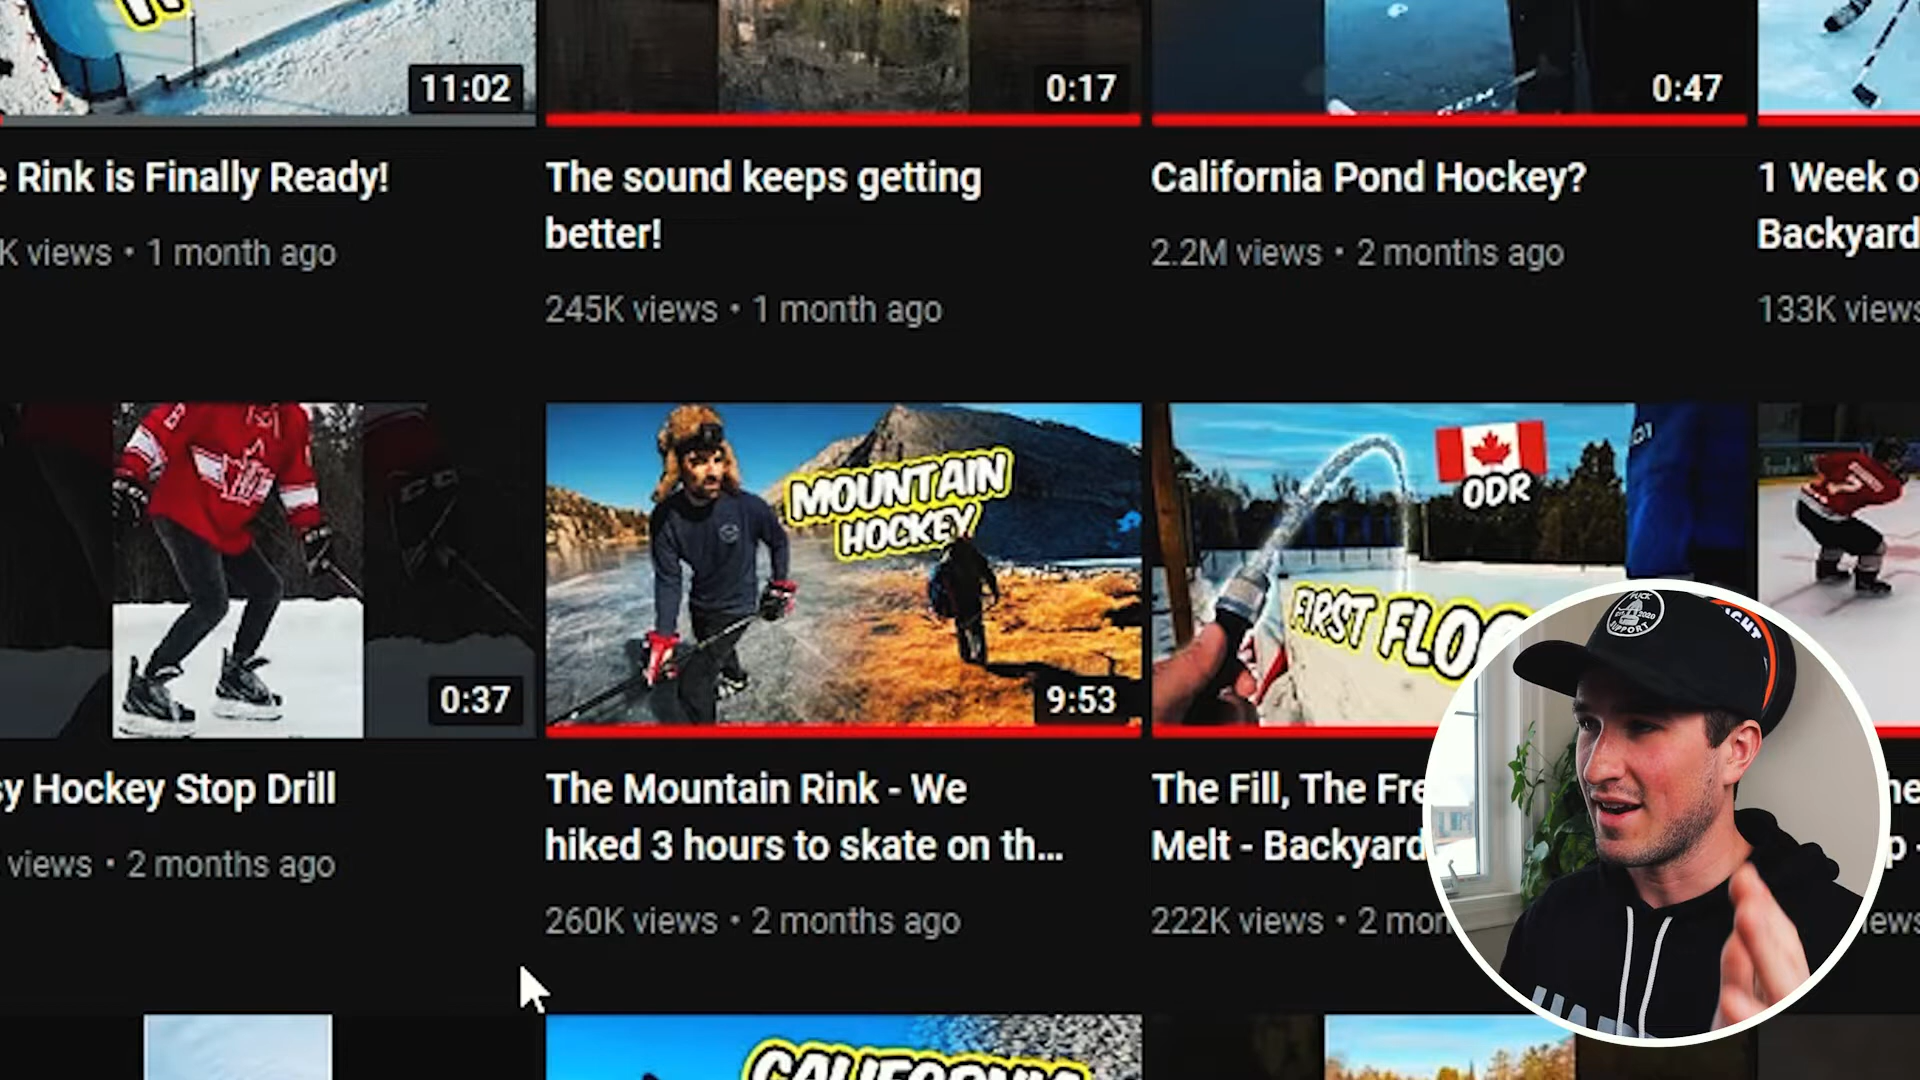 11:02
0:17
0:47
Rink is Finally Ready!
K views • 1 month ago
The sound keeps getting
better!
245K views • 1 month ago
California Pond Hockey?
2.2M views • 2 months ago
1 Week
Backyard
133K views
MOUNTAIN
HOCKEY
ODR
FIRST
7
0:37
9:53
Hockey Stop Drill
views • 2 months ago
The Mountain Rink - We
hiked 3 hours to skate on th...
260K views • 2 months ago
The Fill, The
Melt - Backyard
222K views • 2
PUCK
SUPPORT
CALIFORNIA